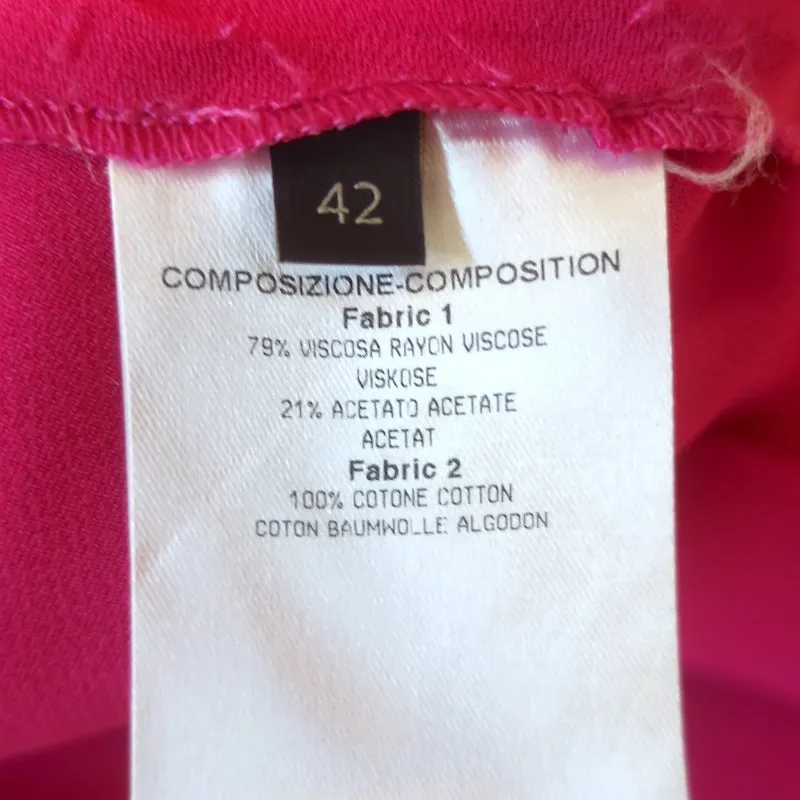 42
COMPOSIZIONE-COMPOSITION
Fabric 1
79% VISCOSA RAYON VISCOSE
VISKOSE
21% ACETATO ACETATE
ACETAT
Fabric 2
100% COTONE COTTON
COTON BAUMWOLLE ALGODON